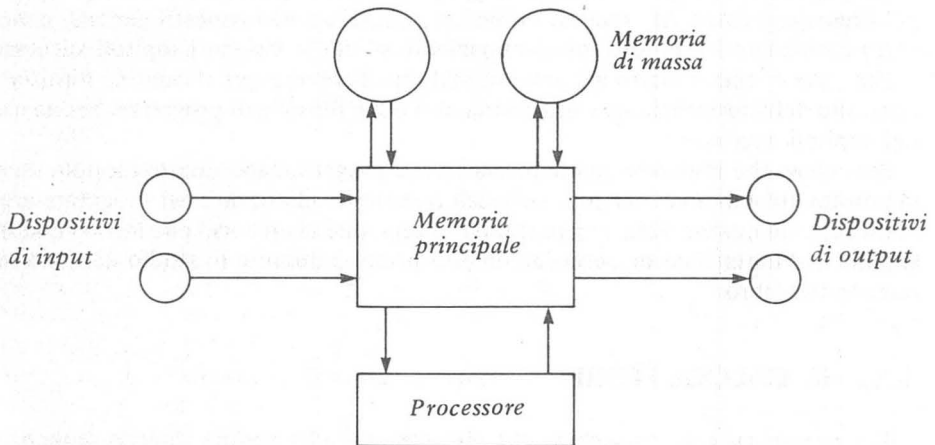 Memoria
di massa
Dispositivi
di input
Memoria
principale
Dispositivi
di output
Processore